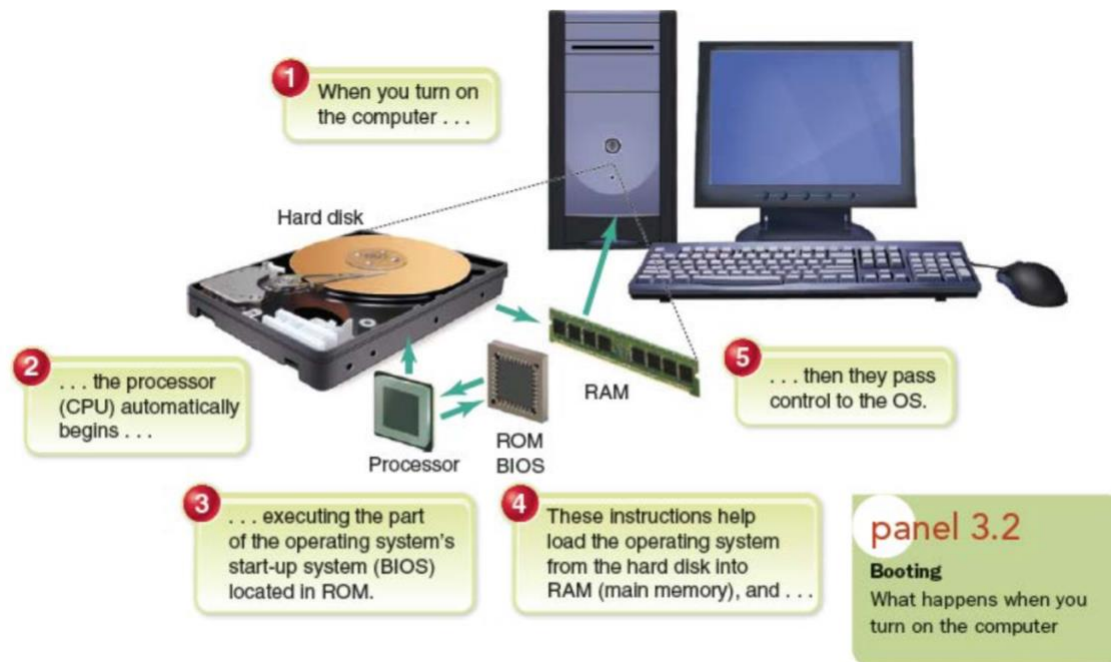 1
When you turn on
the computer . . .
Hard disk
2
. . . the processor
(CPU) automatically
begins . . .
Processor
ROM
BIOS
RAM
3
. . . executing the part
of the operating system's
start-up system (BIOS)
located in ROM.
4
These instructions help
load the operating system
from the hard disk into
RAM (main memory), and . . .
5
. . . then they pass
control to the OS.
panel 3.2
Booting
What happens when you
turn on the computer